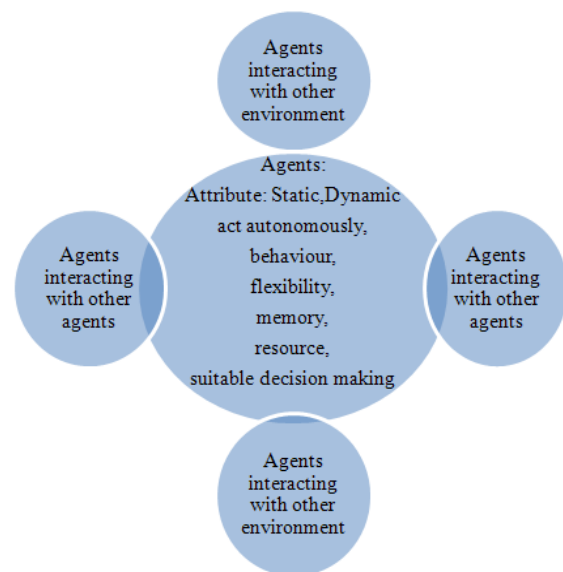 Agents
interacting
with other
environment
Agents:
Attribute: Static,Dynamic
act autonomously,
behaviour,
flexibility,
memory,
resource,
suitable decision making
Agents
interacting
with other
agents
Agents
interacting
with other
agents
Agents
interacting
with other
environment